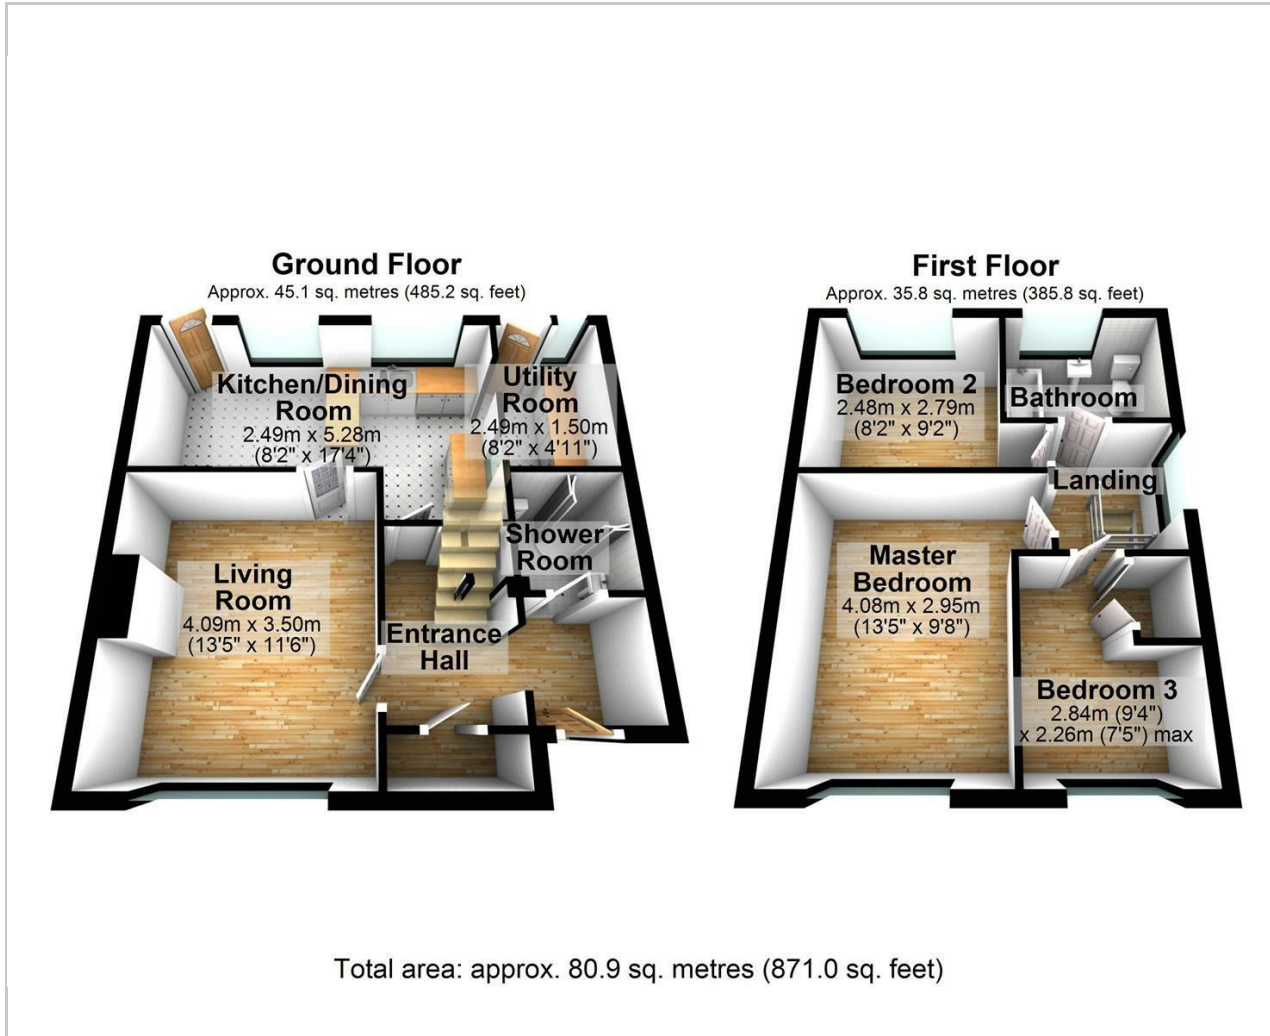 Ground Floor
Approx. 45.1 sq. metres (485.2 sq. feet)
Kitchen/Dining
Room
2.49m x 5.28m
(8'2" x 17'4")
Utility
Room
2.49m x 1.50m
(8'2" x 4'11")
Shower
Room
Living
Room
4.09m x 3.50m
(13'5" x 11'6")
Entrance
Hall
First Floor
Approx. 35.8 sq. metres (385.8 sq. feet)
Bedroom 2
2.48m x 2.79m
(8'2" x 9'2")
Bathroom
Landing
Master
Bedroom
4.08m x 2.95m
(13'5" x 9'8")
Bedroom 3
2.84m (9'4")
x 2.26m (7'5") max
Total area: approx. 80.9 sq. metres (871.0 sq. feet)